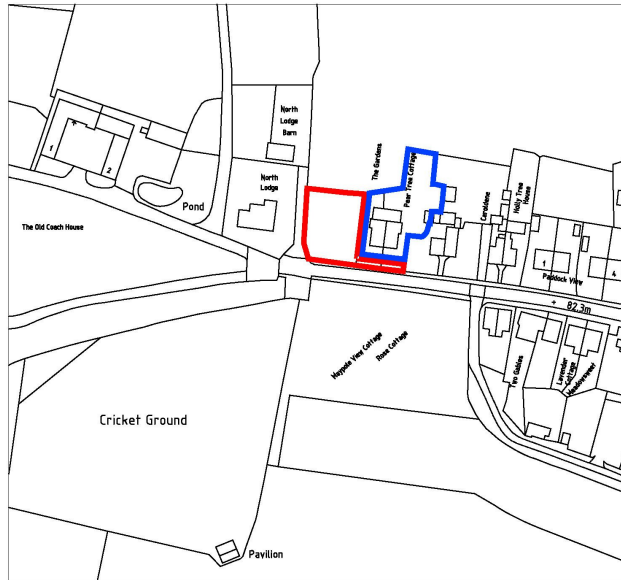 North
Lodge
Barn
1
2
Pond
North
Lodge
The Gardens
Pear Tree Cottage
Caroldene
Holly Tree
House
The Old Coach House
1
4
Paddock View
+ 82.3m
Maypole View Cottage
Rose Cottage
Two Gables
Lavender
Cottage
Meadowsweet
Cricket Ground
Pavilion